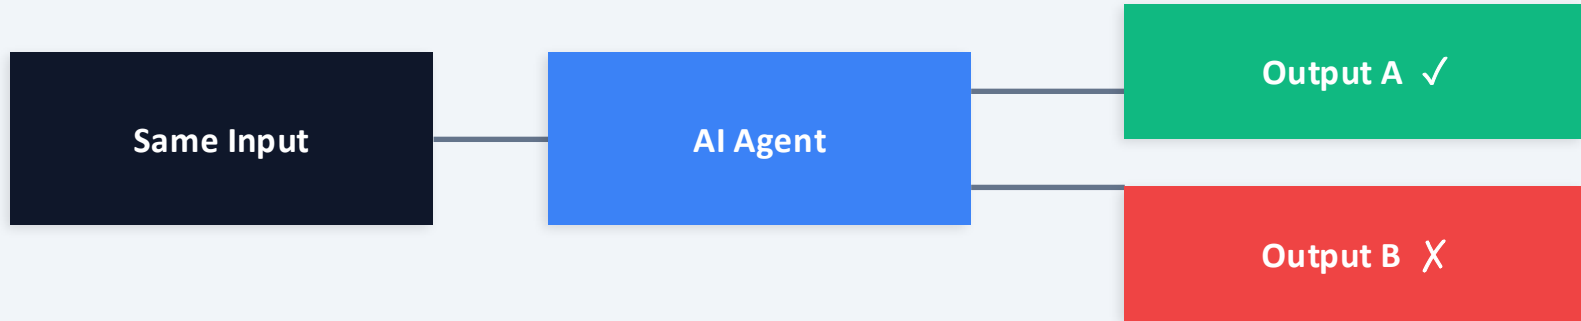 Same Input
AI Agent
Output A ✓
Output B ✗